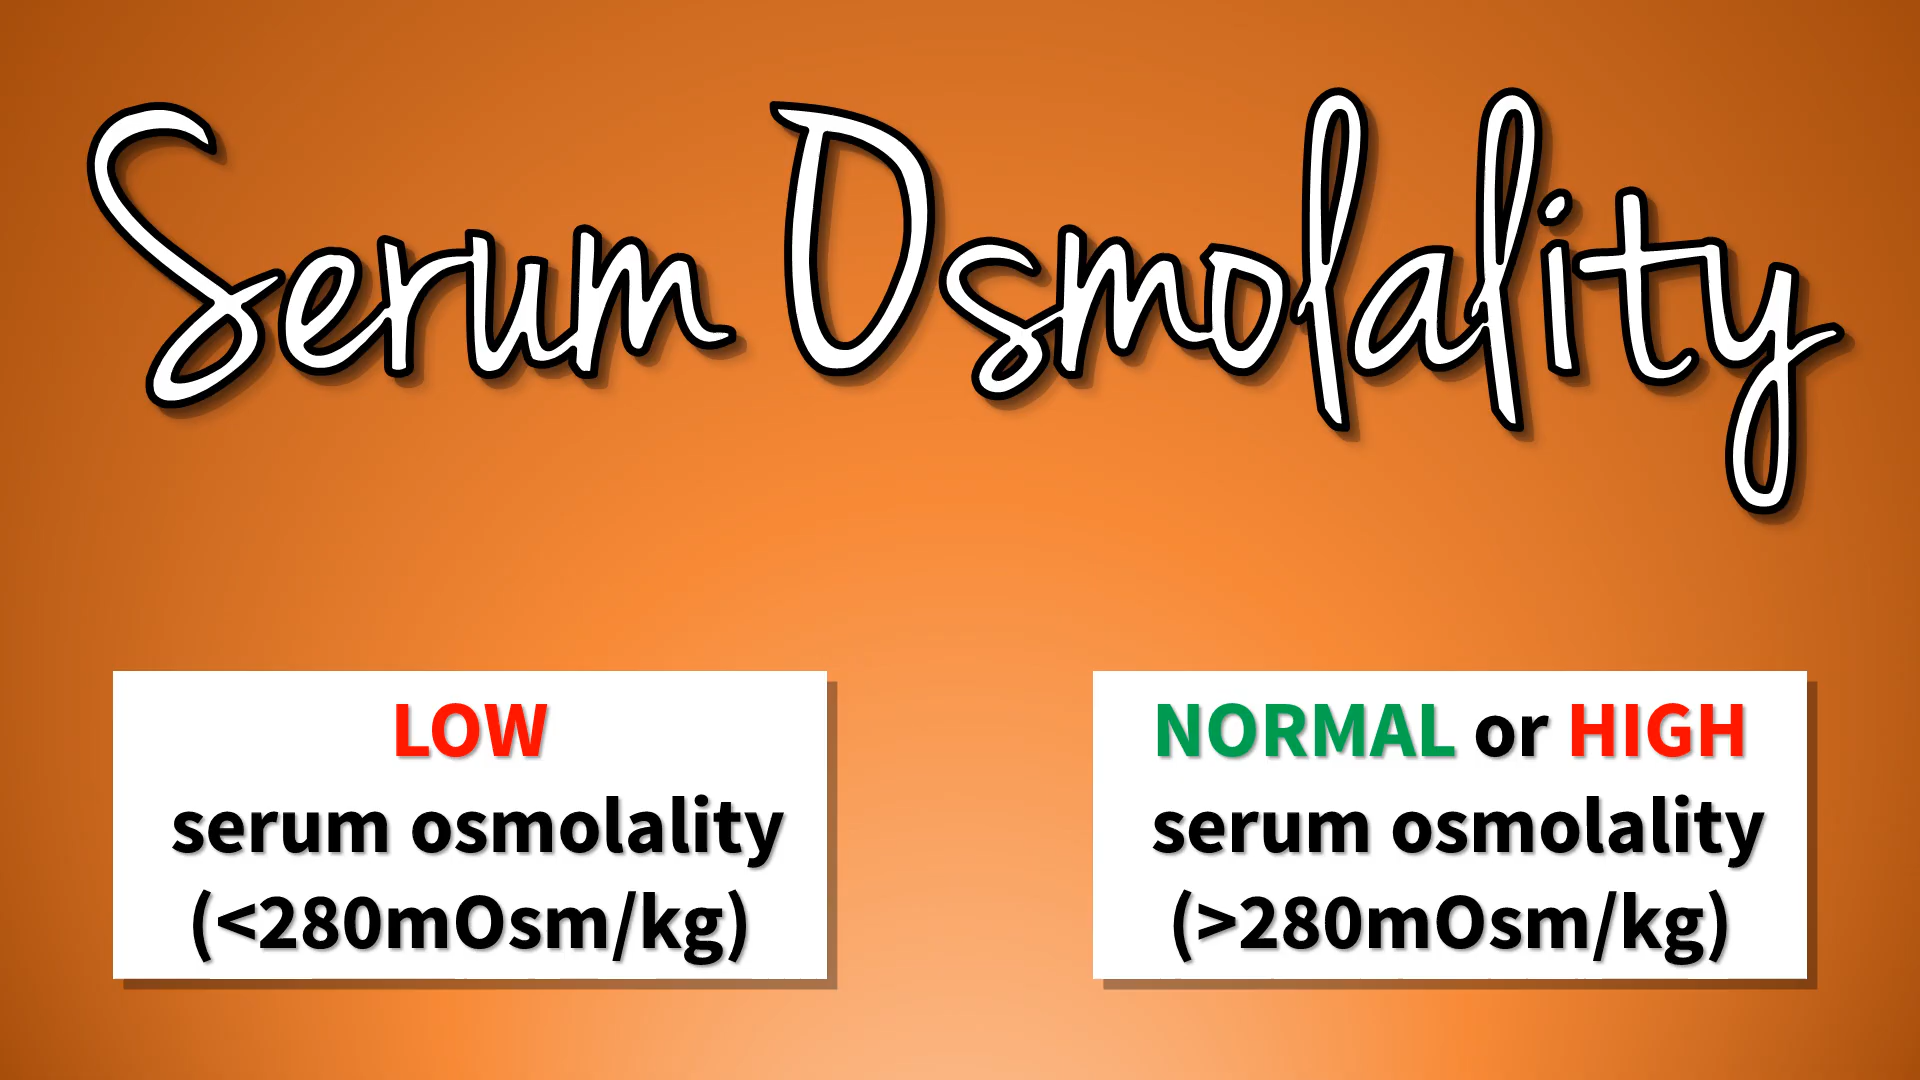 Serum Osmolality
LOW
serum osmolality
(<280mOsm/kg)
NORMAL or HIGH
serum osmolality
(>280mOsm/kg)